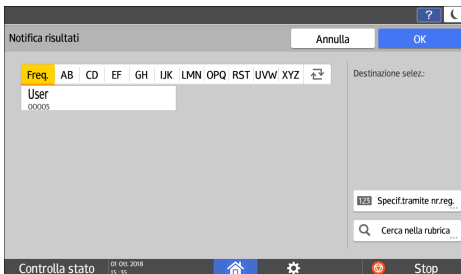 ?
Notifica risultati
Annulla
OK
Freq. AB CD EF GH IJK LMN OPQ RST UVW XYZ
Destinazione selez.:
User
00005
123 Specif.tramite nr.reg.
...
Cerca nella rubrica
...
Controlla stato
01 Ott. 2018
15:35
Stop